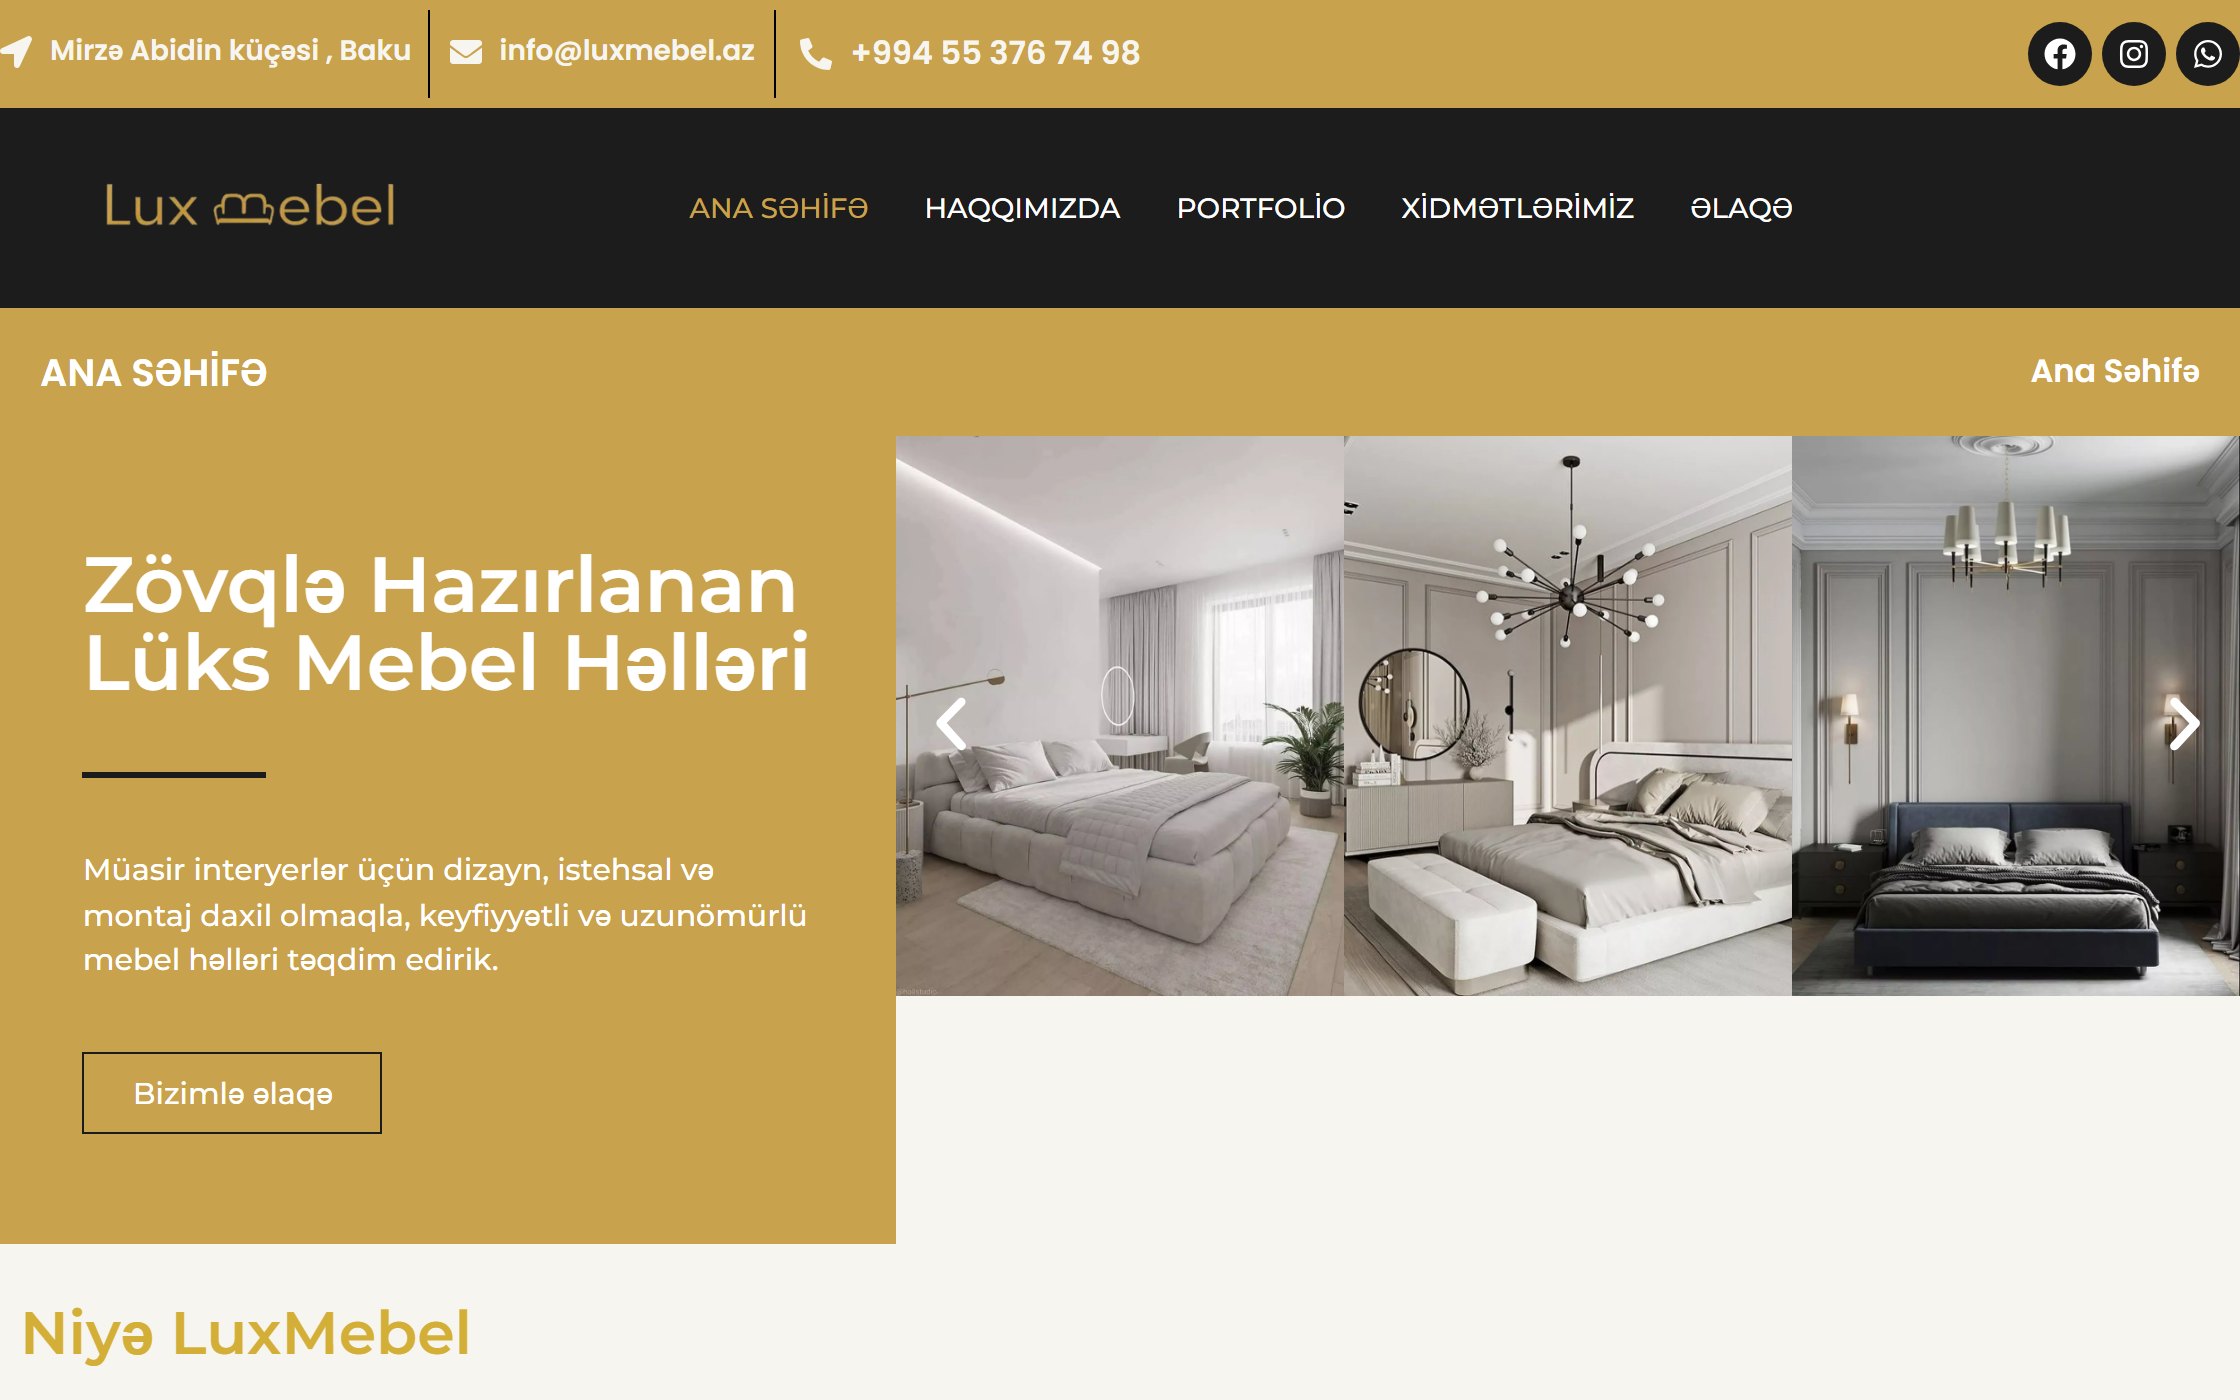 Mirzə Abidin küçəsi , Baku
info@luxmebel.az
+994 55 376 74 98
Lux mebel
ANA SƏHİFƏ
HAQQIMIZDA
PORTFOLİO
XİDMƏTLƏRİMİZ
ƏLAQƏ
ANA SƏHİFƏ
Ana Səhifə
Zövqlə Hazırlanan
Lüks Mebel Həlləri
Müasir interyerlər üçün dizayn, istehsal və
montaj daxil olmaqla, keyfiyyətli və uzunömürlü
mebel həlləri təqdim edirik.
Bizimlə əlaqə
Niyə LuxMebel